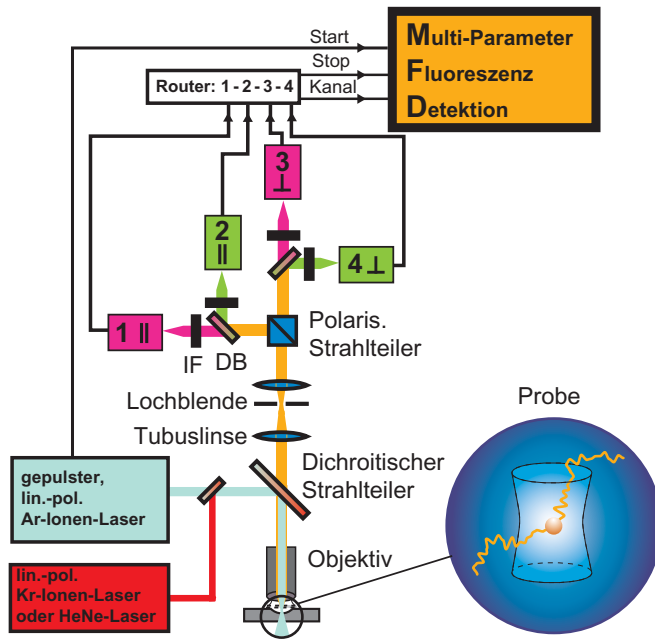 Start
Stop
Kanal
Multi-Parameter
Fluoreszenz
Detektion
Router: 1 - 2 - 3 - 4
3 ⊥
2 ||
4 ⊥
1 ||
IF
DB
Polaris.
Strahlteiler
Lochblende
Tubuslinse
Dichroitischer
Strahlteiler
Probe
gepulster,
lin.-pol.
Ar-Ionen-Laser
Objektiv
lin.-pol.
Kr-Ionen-Laser
oder HeNe-Laser